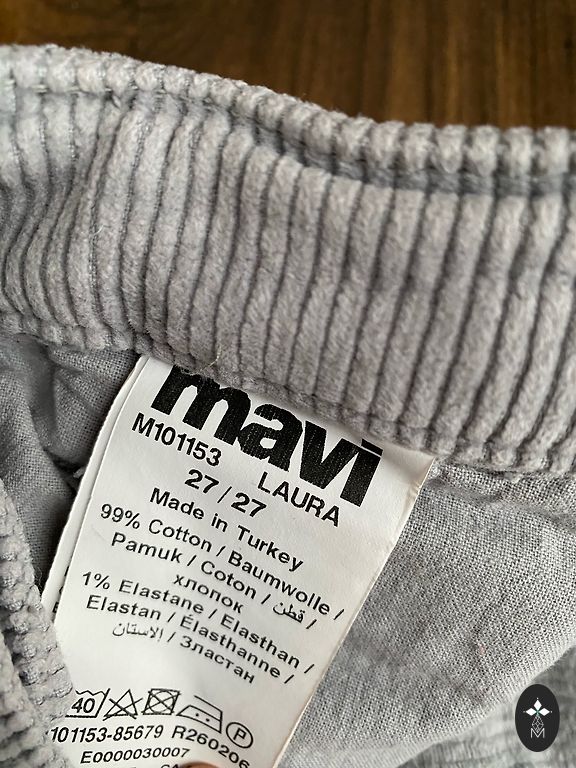 mavi
M101153 LAURA
27/27
Made in Turkey
99% Cotton / Baumwolle /
Pamuk / Coton / قطن /
хлопок
1% Elastane / Elasthan /
Elastan / Élasthanne /
الإلاستان / Эластан
40 P
101153-85679 R260206
E0000030007
M